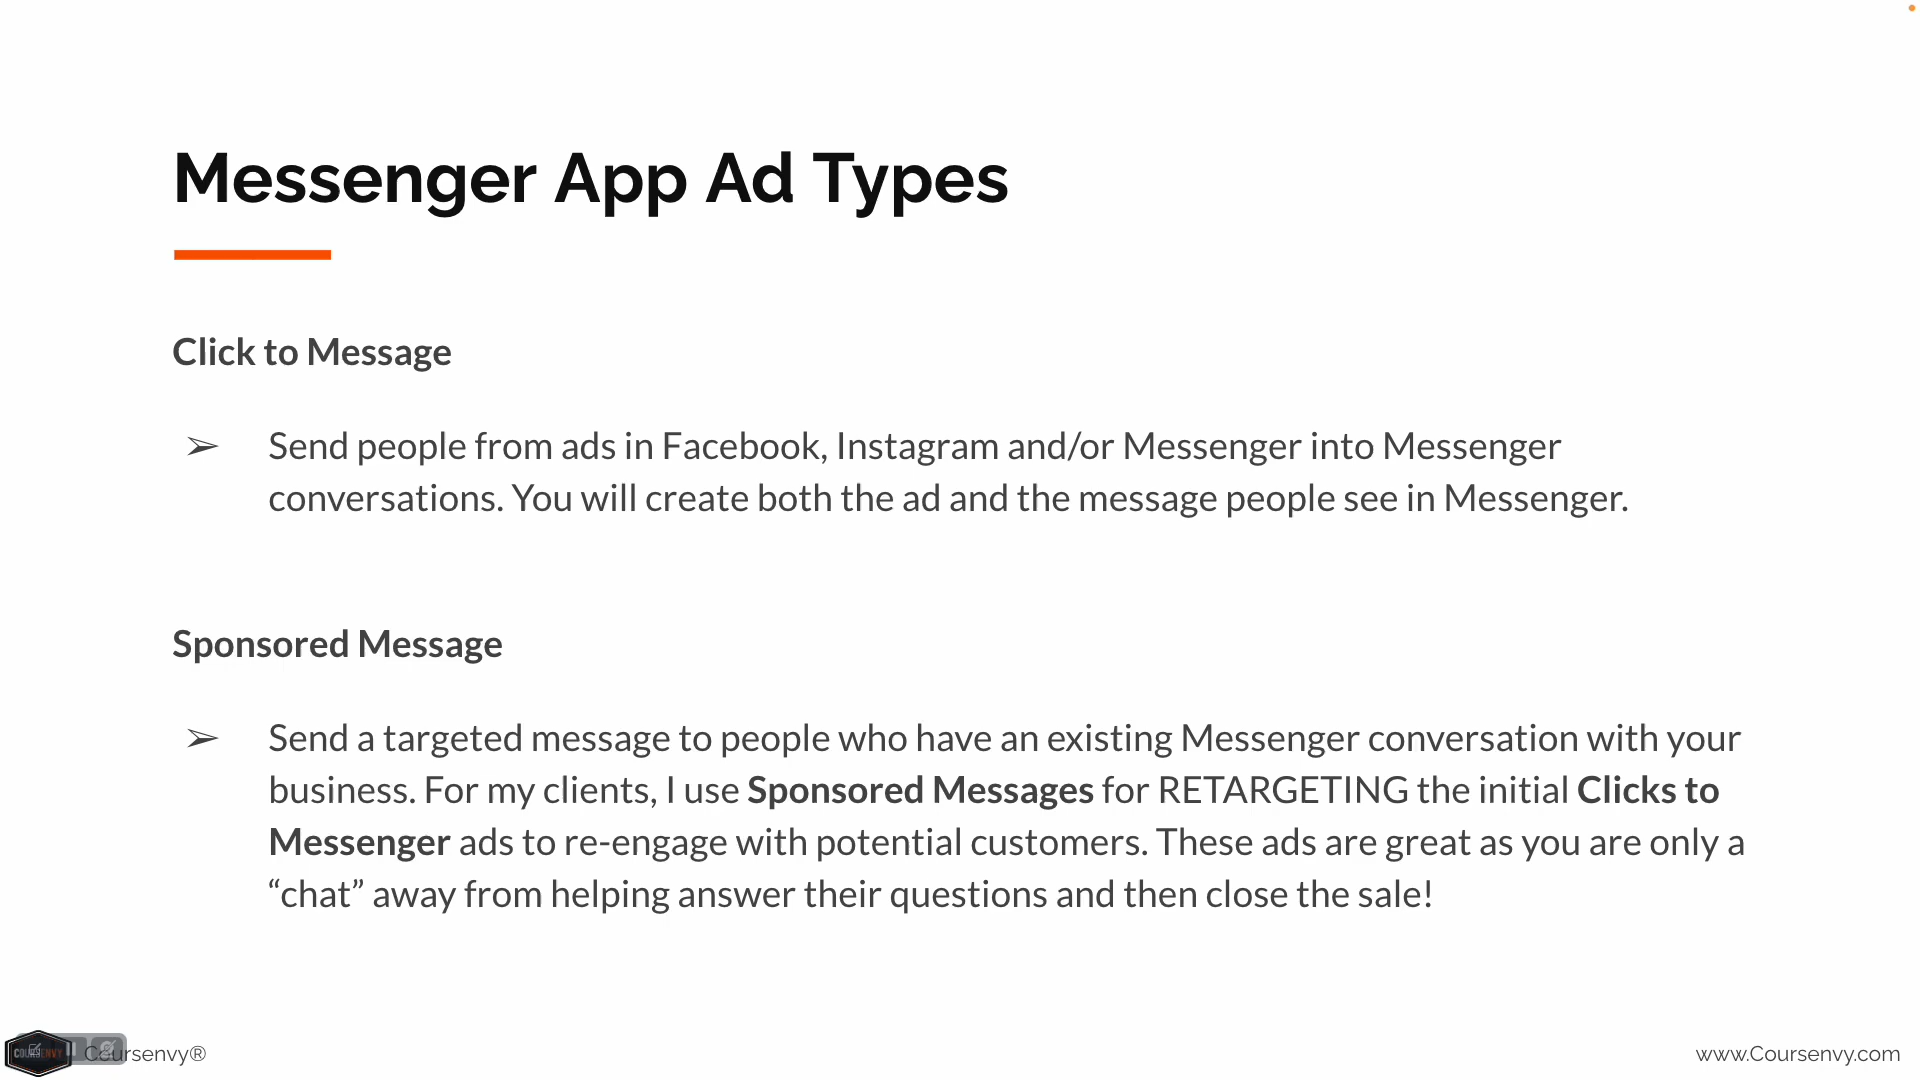 Messenger App Ad Types
Click to Message
➢ Send people from ads in Facebook, Instagram and/or Messenger into Messenger
conversations. You will create both the ad and the message people see in Messenger.
Sponsored Message
➢ Send a targeted message to people who have an existing Messenger conversation with your
business. For my clients, I use Sponsored Messages for RETARGETING the initial Clicks to
Messenger ads to re-engage with potential customers. These ads are great as you are only a
“chat” away from helping answer their questions and then close the sale!
COURSENVY
Coursenvy®
www.Coursenvy.com